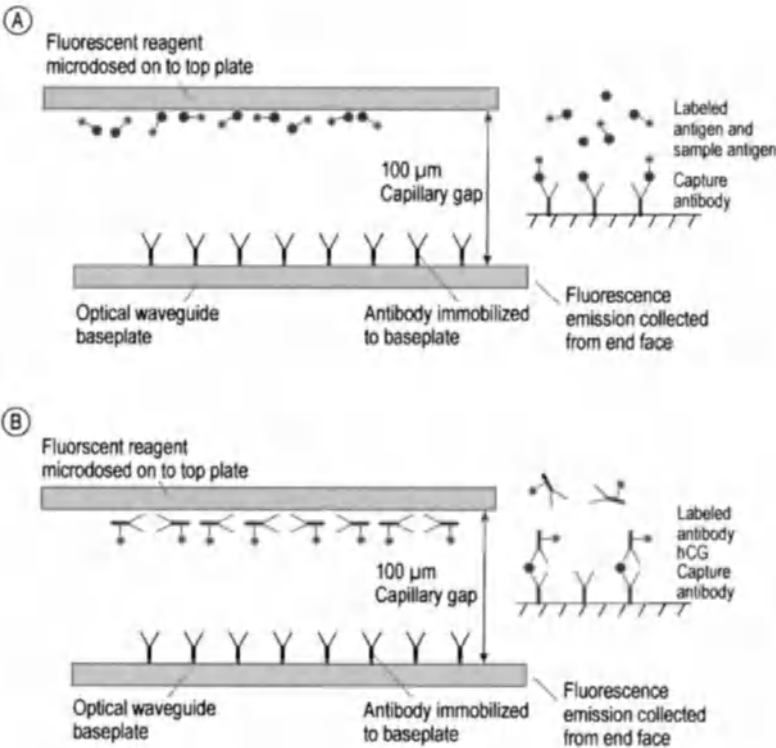 A
Fluorescent reagent
microdosed on to top plate
100 µm
Capillary gap
Labeled
antigen and
sample antigen
Capture
antibody
Optical waveguide
baseplate
Antibody immobilized
to baseplate
Fluorescence
emission collected
from end face
B
Fluorscent reagent
microdosed on to top plate
100 µm
Capillary gap
Labeled
antibody
hCG
Capture
antibody
Optical waveguide
baseplate
Antibody immobilized
to baseplate
Fluorescence
emission collected
from end face